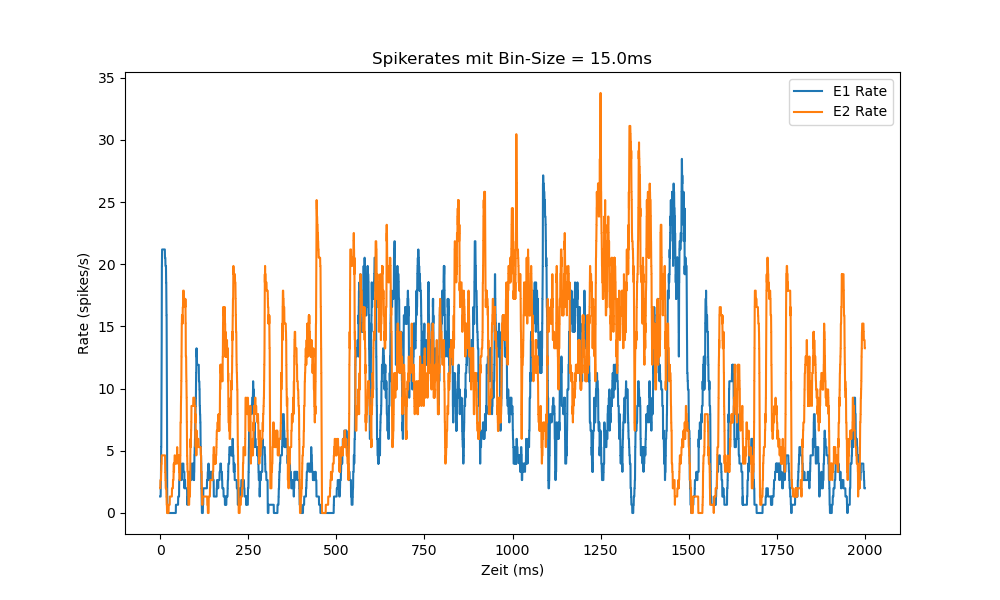 Spikerates mit Bin-Size = 15.0ms
35
30
25
20
15
10
5
0
Rate (spikes/s)
E1 Rate
E2 Rate
0 250 500 750 1000 1250 1500 1750 2000
Zeit (ms)